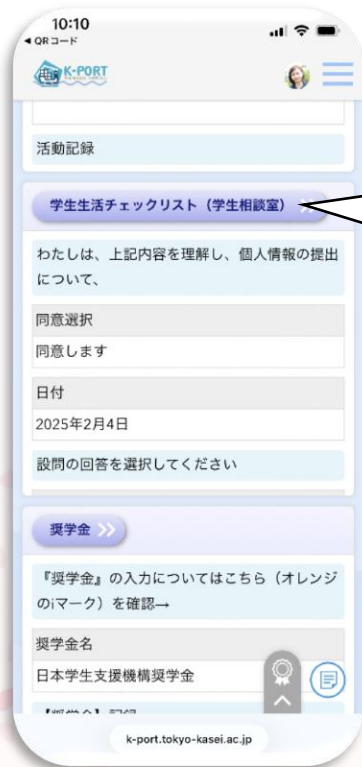 10:10
◀ QRコード
K-PORT
活動記録
学生生活チェックリスト（学生相談室）
わたしは、上記内容を理解し、個人情報の提出
について、
同意選択
同意します
日付
2025年2月4日
設問の回答を選択してください
奨学金
『奨学金』の入力についてはこちら（オレンジ
のiマーク）を確認→
奨学金名
日本学生支援機構奨学金
k-port.tokyo-kasei.ac.jp